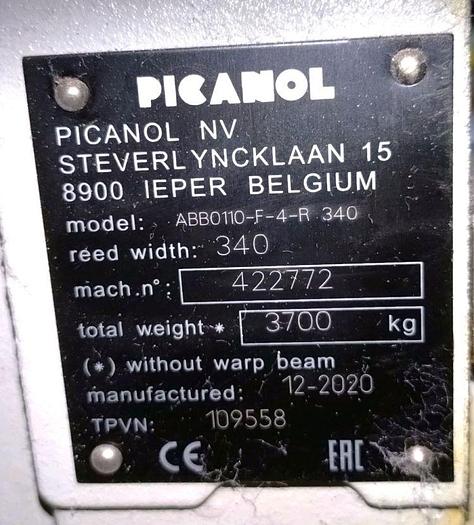 PICANOL
PICANOL NV
STEVERLYNCKLAAN 15
8900 IEPER BELGIUM
model: ABB0110-F-4-R 340
reed width: 340
mach.n°: 422772
total weight * 3700 kg
(*) without warp beam
manufactured: 12-2020
TPVN: 109558
CE EAC